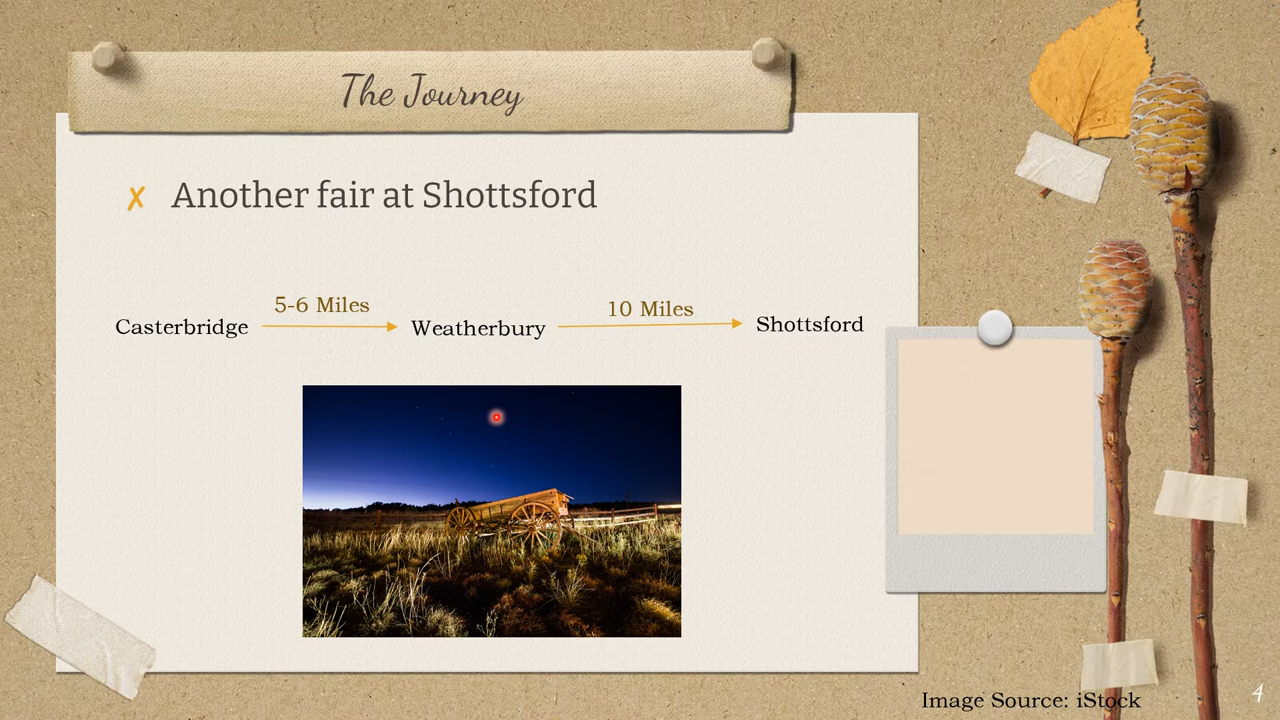 The Journey
✗ Another fair at Shottsford
5-6 Miles
10 Miles
Casterbridge
Weatherbury
Shottsford
Image Source: iStock
4